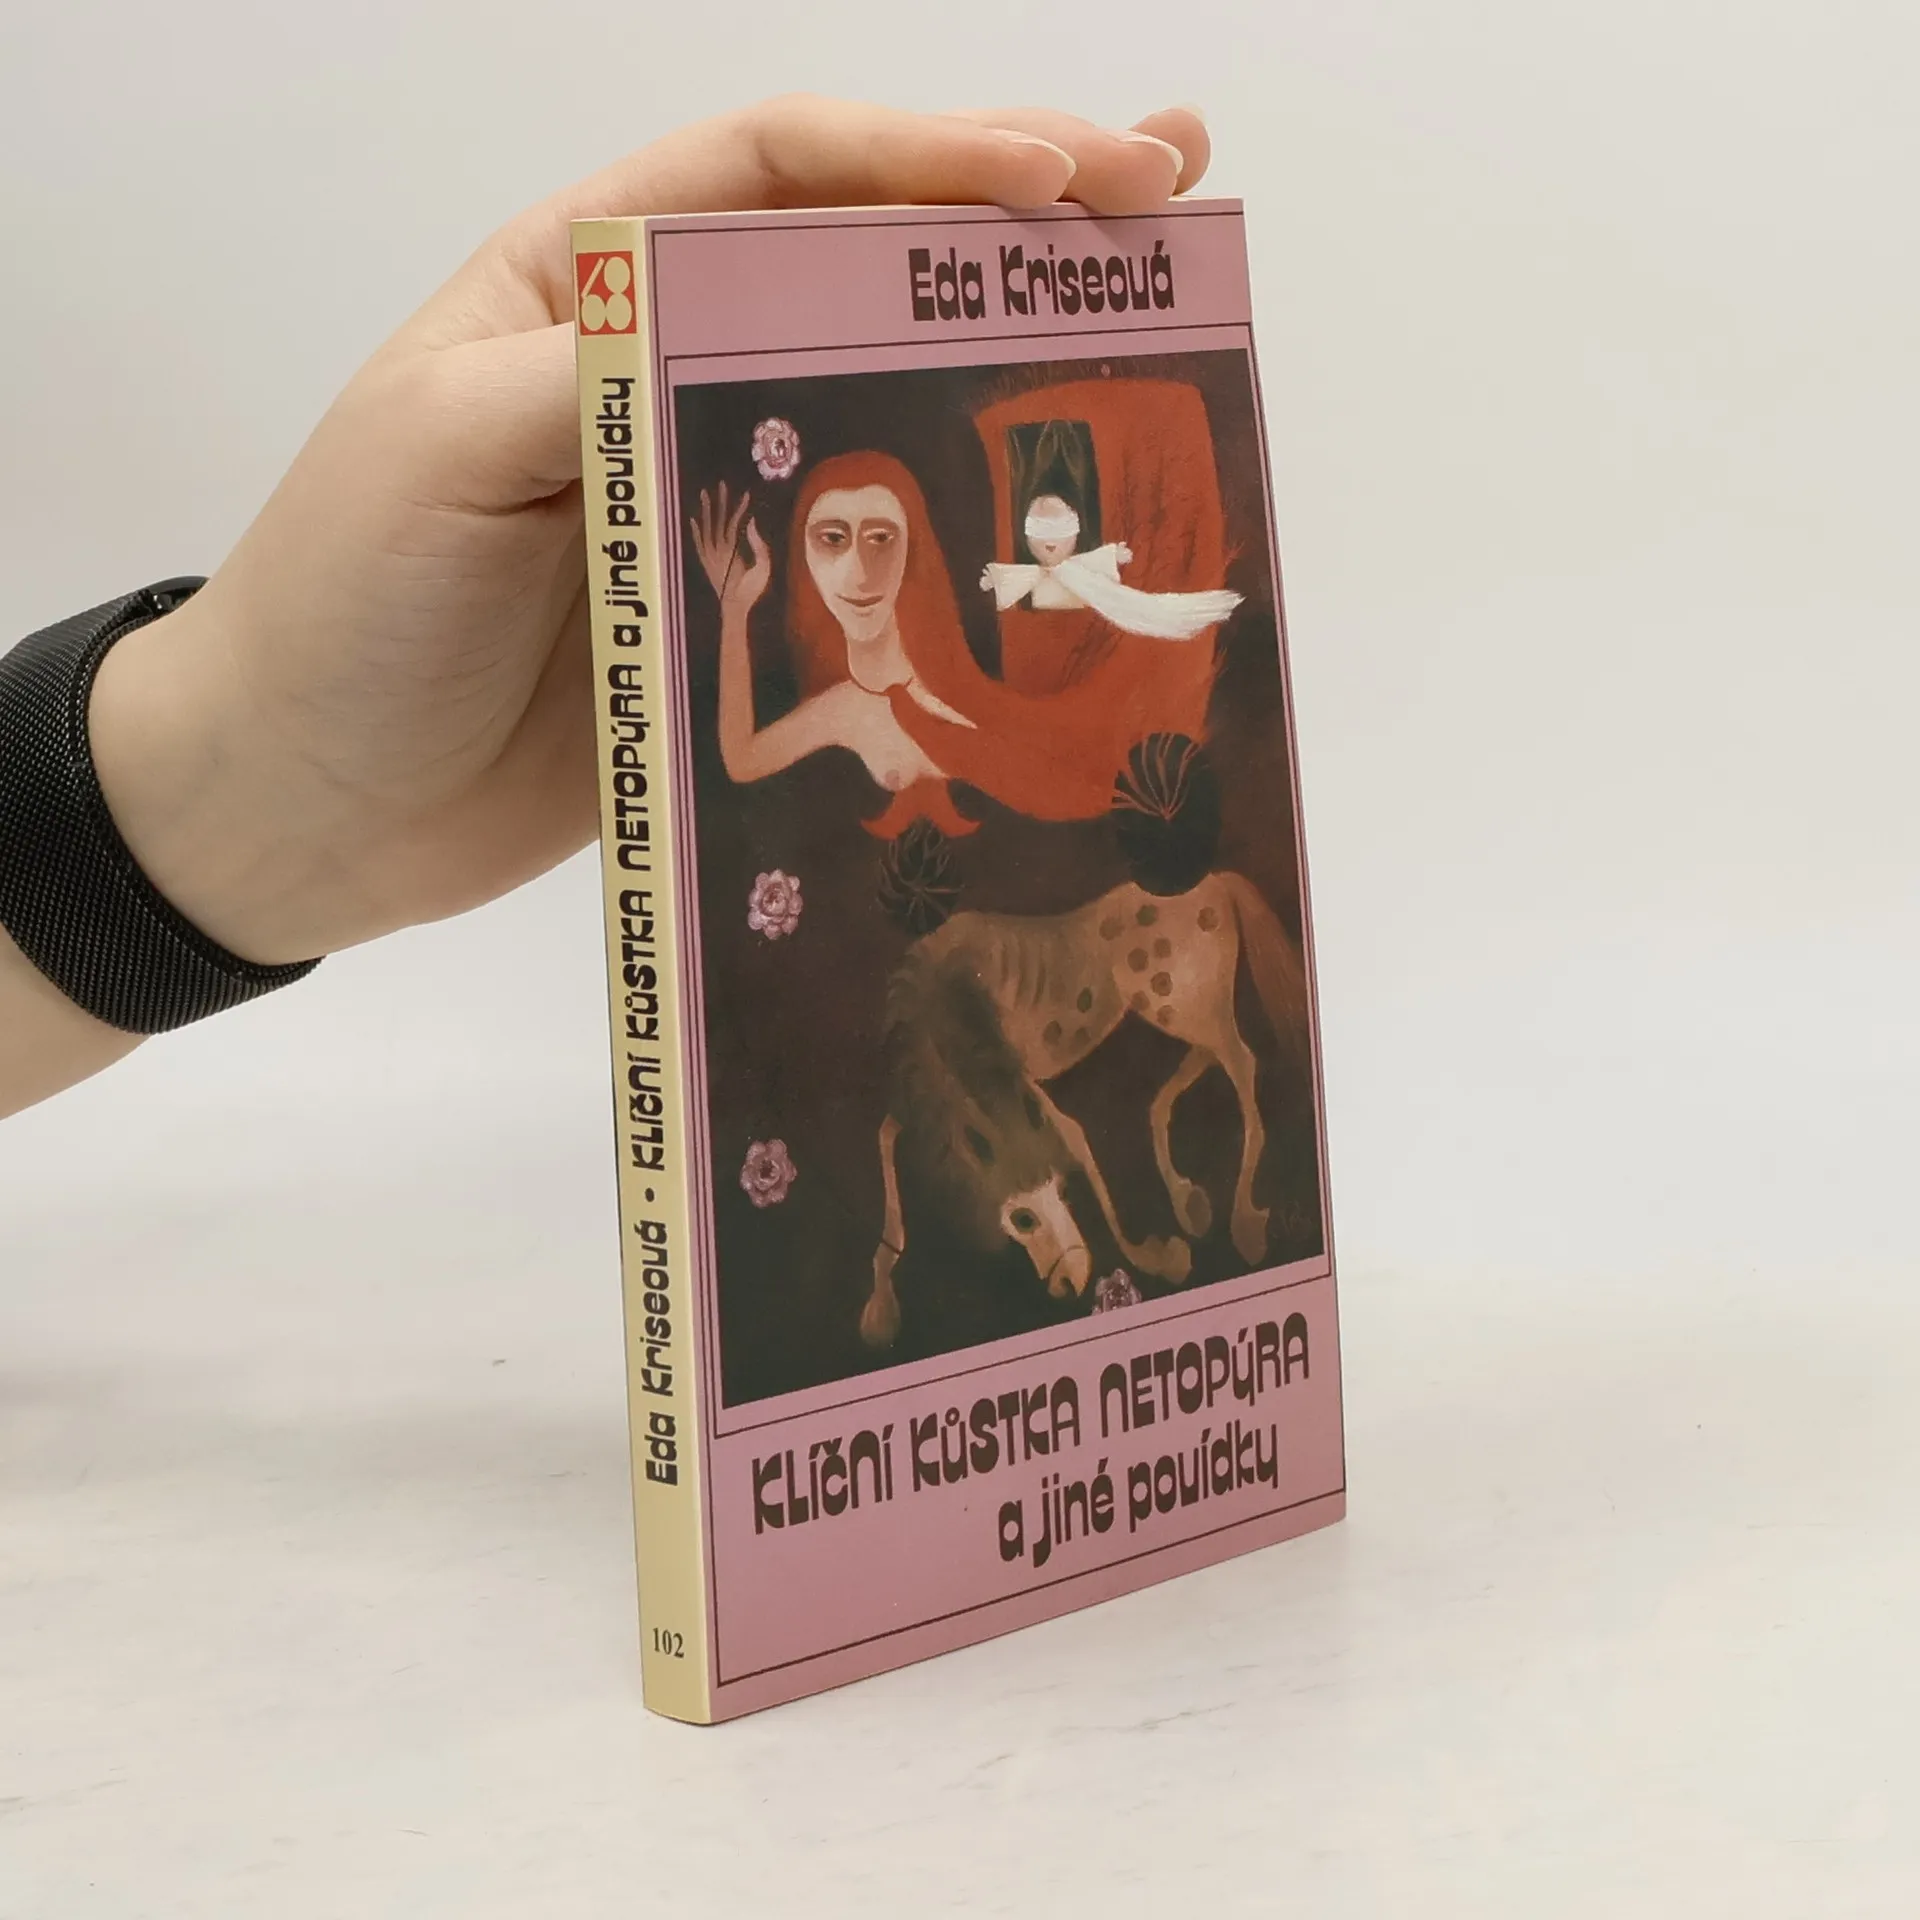 Eda Kriseová
KLÍČNÍ KŮSTKA NETOPÝRA
a jiné povídky
Eda Kriseová • KLÍČNÍ KŮSTKA NETOPÝRA a jiné povídky
102
68